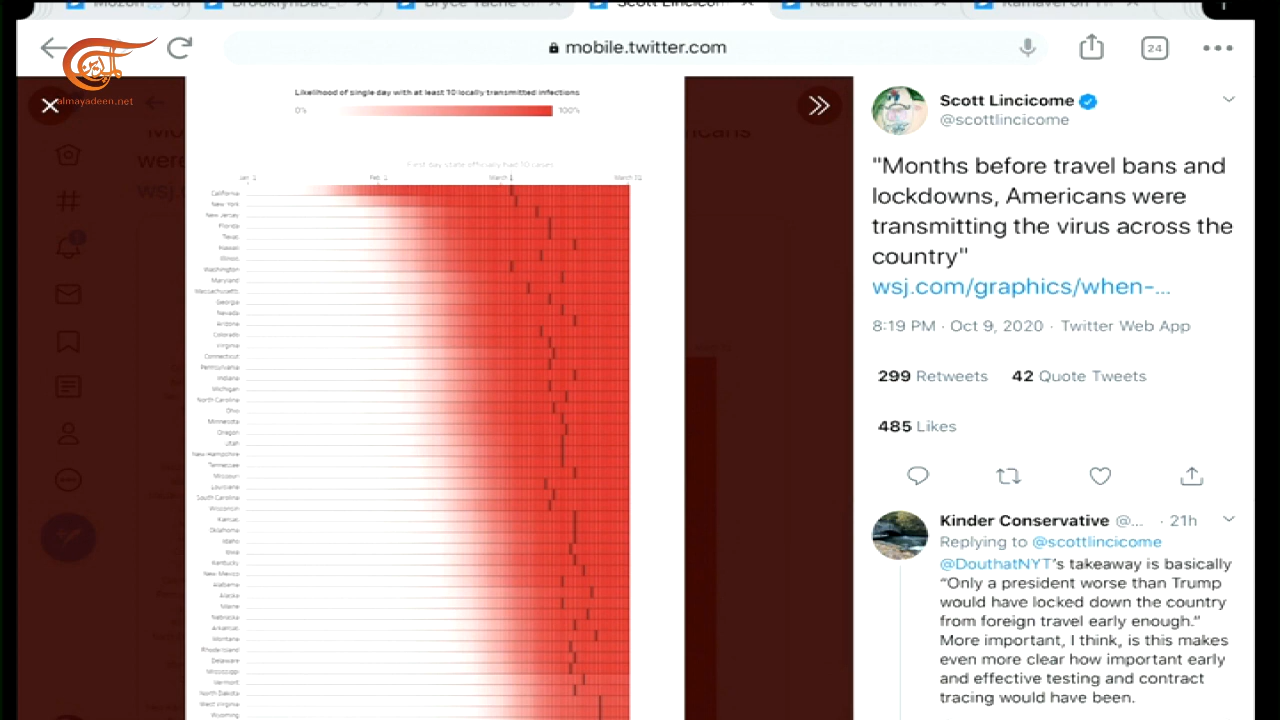 Scott Lincicom
mobile.twitter.com
24
الميادين
almayadeen.net
Likelihood of single day with at least 10 locally transmitted infections
0%
100%
First day state officially had 10 cases
Jan 1
Feb 1
March 1
California
New York
New Jersey
Florida
Texas
Hawaii
Illinois
Washington
Maryland
Massachusetts
Georgia
Nevada
Arizona
Colorado
Virginia
Connecticut
Pennsylvania
Indiana
Michigan
North Carolina
Ohio
Minnesota
Oregon
Utah
New Hampshire
Tennessee
Missouri
Louisiana
South Carolina
Wisconsin
Kansas
Oklahoma
Idaho
Iowa
Kentucky
New Mexico
Alabama
Alaska
Maine
Nebraska
Arkansas
Montana
Rhode Island
Delaware
Mississippi
Vermont
North Dakota
West Virginia
Wyoming
Scott Lincicome
@scottlincicome
"Months before travel bans and
lockdowns, Americans were
transmitting the virus across the
country"
wsj.com/graphics/when-...
8:19 PM · Oct 9, 2020 · Twitter Web App
299 Retweets 42 Quote Tweets
485 Likes
Kinder Conservative @... · 21h
Replying to @scottlincicome
@DouthatNYT's takeaway is basically
“Only a president worse than Trump
would have locked down the country
from foreign travel early enough.”
More important, I think, is this makes
even more clear how important early
and effective testing and contract
tracing would have been.